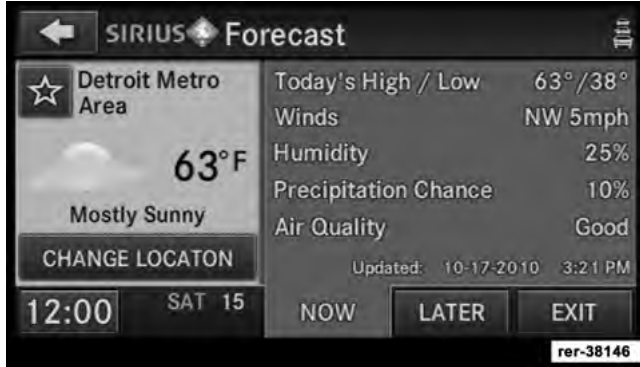 SIRIUS Forecast
Detroit Metro
Area
63°F
Mostly Sunny
CHANGE LOCATON
12:00 SAT 15
Today's High / Low 63°/38°
Winds NW 5mph
Humidity 25%
Precipitation Chance 10%
Air Quality Good
Updated: 10-17-2010 3:21 PM
NOW LATER EXIT
rer-38146